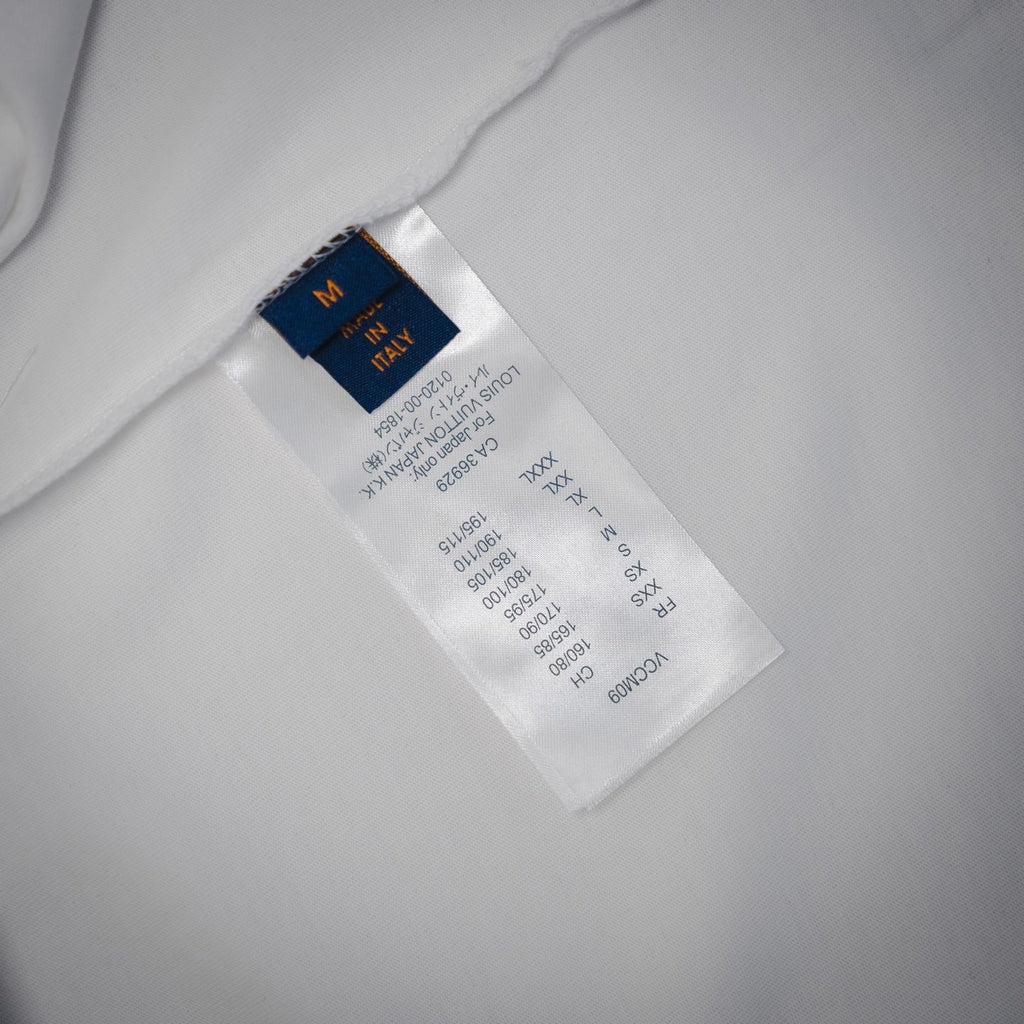 M
MADE
IN
ITALY
VCCM09
FR CH
XXS 160/80
XS 165/85
S 170/90
M 175/95
L 180/100
XL 185/105
XXL 190/110
XXXL 195/115
CA 36929
For Japan only:
LOUIS VUITTON JAPAN K.K.
ルイ・ヴィトン ジャパン(株)
0120-00-1854